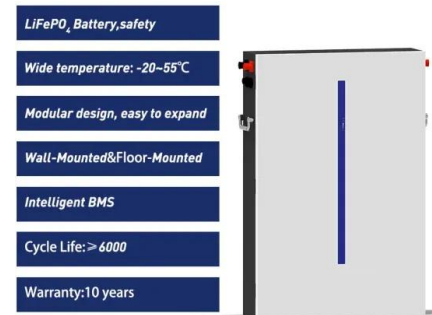 LiFePO₄ Battery,safety
Wide temperature: -20~55℃
Modular design, easy to expand
Wall-Mounted&Floor-Mounted
Intelligent BMS
Cycle Life:≥6000
Warranty:10 years